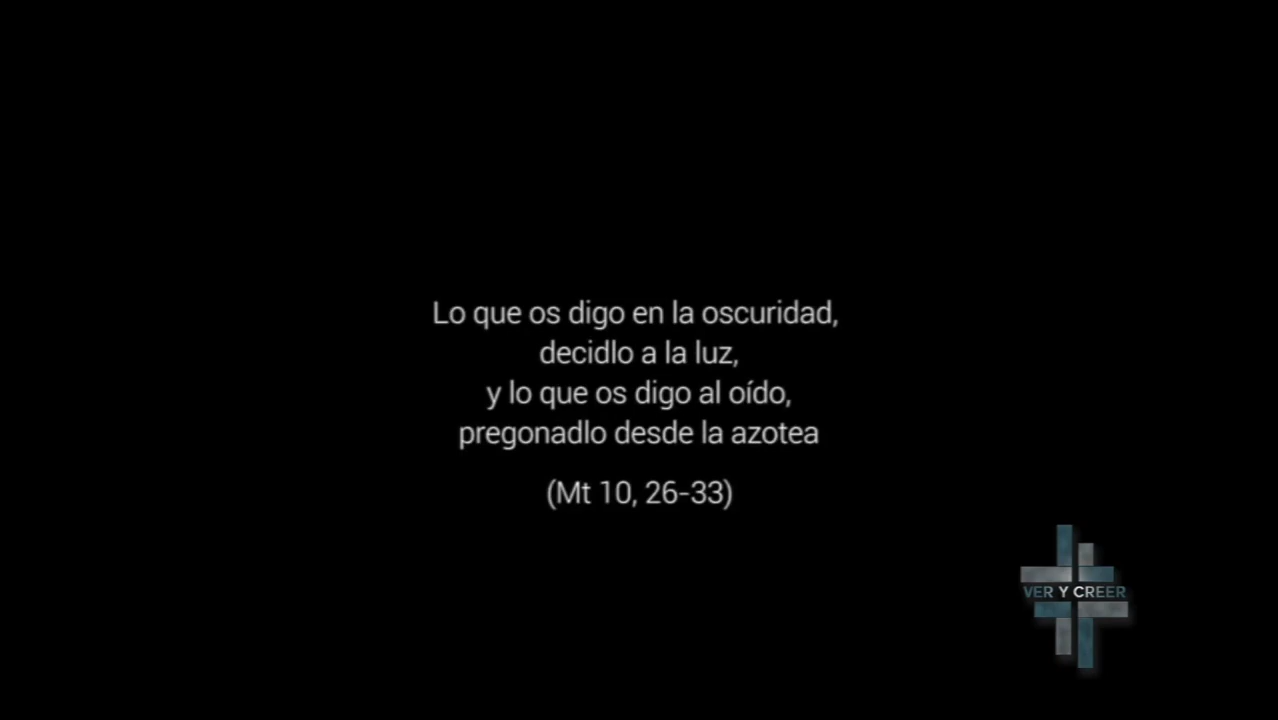 Lo que os digo en la oscuridad,
decidlo a la luz,
y lo que os digo al oído,
pregonadlo desde la azotea
(Mt 10, 26-33)
VER Y CREER